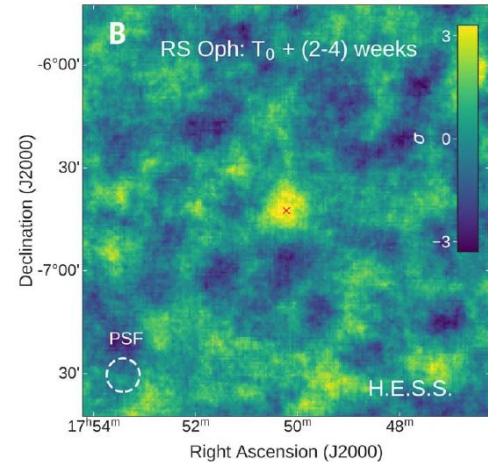 B
RS Oph: T₀ + (2-4) weeks
3
σ
0
−3
-6°00'
30'
-7°00'
30'
Declination (J2000)
PSF
H.E.S.S.
17ʰ54ᵐ 52ᵐ 50ᵐ 48ᵐ
Right Ascension (J2000)